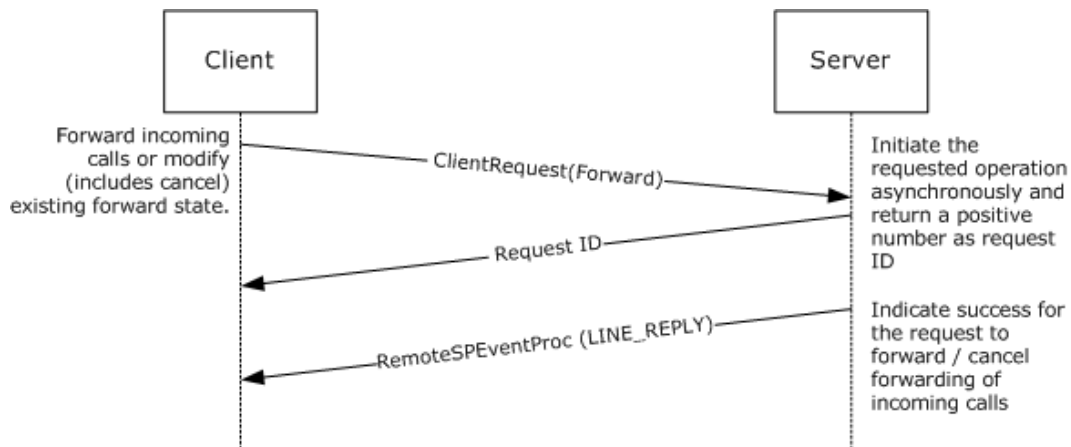 Client
Server
Forward incoming
calls or modify
(includes cancel)
existing forward state.
ClientRequest(Forward)
Initiate the
requested operation
asynchronously and
return a positive
number as request
ID
Request ID
RemoteSPEventProc (LINE_REPLY)
Indicate success for
the request to
forward / cancel
forwarding of
incoming calls